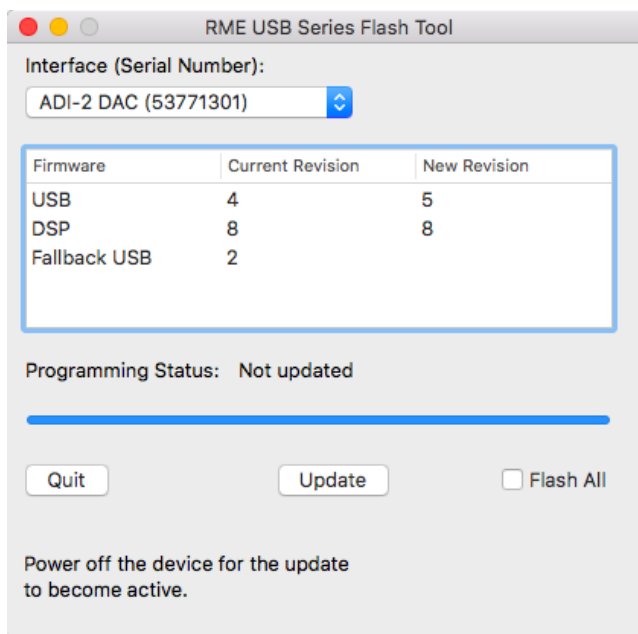 RME USB Series Flash Tool
Interface (Serial Number):
ADI-2 DAC (53771301)
Firmware Current Revision New Revision
USB 4 5
DSP 8 8
Fallback USB 2
Programming Status: Not updated
Quit Update Flash All
Power off the device for the update
to become active.